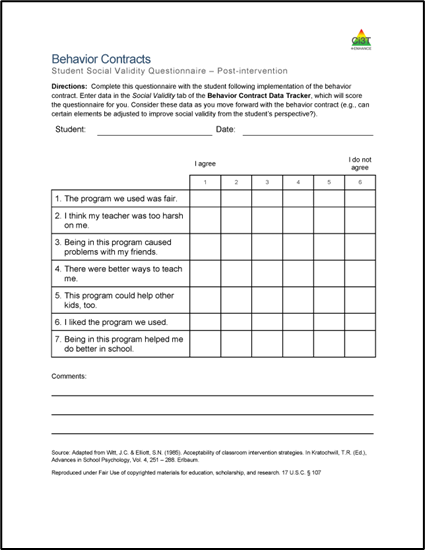 Ci3T
ENHANCE
Behavior Contracts
Student Social Validity Questionnaire – Post-intervention
Directions: Complete this questionnaire with the student following implementation of the behavior
contract. Enter data in the Social Validity tab of the Behavior Contract Data Tracker, which will score
the questionnaire for you. Consider these data as you move forward with the behavior contract (e.g., can
certain elements be adjusted to improve social validity from the student's perspective?).
Student: Date:
I agree I do not
agree
1 2 3 4 5 6
1. The program we used was fair.
2. I think my teacher was too harsh
on me.
3. Being in this program caused
problems with my friends.
4. There were better ways to teach
me.
5. This program could help other
kids, too.
6. I liked the program we used.
7. Being in this program helped me
do better in school.
Comments:
Source: Adapted from Witt, J.C. & Elliott, S.N. (1985). Acceptability of classroom intervention strategies. In Kratochwill, T.R. (Ed.),
Advances in School Psychology, Vol. 4, 251 – 288. Erlbaum.
Reproduced under Fair Use of copyrighted materials for education, scholarship, and research. 17 U.S.C. § 107